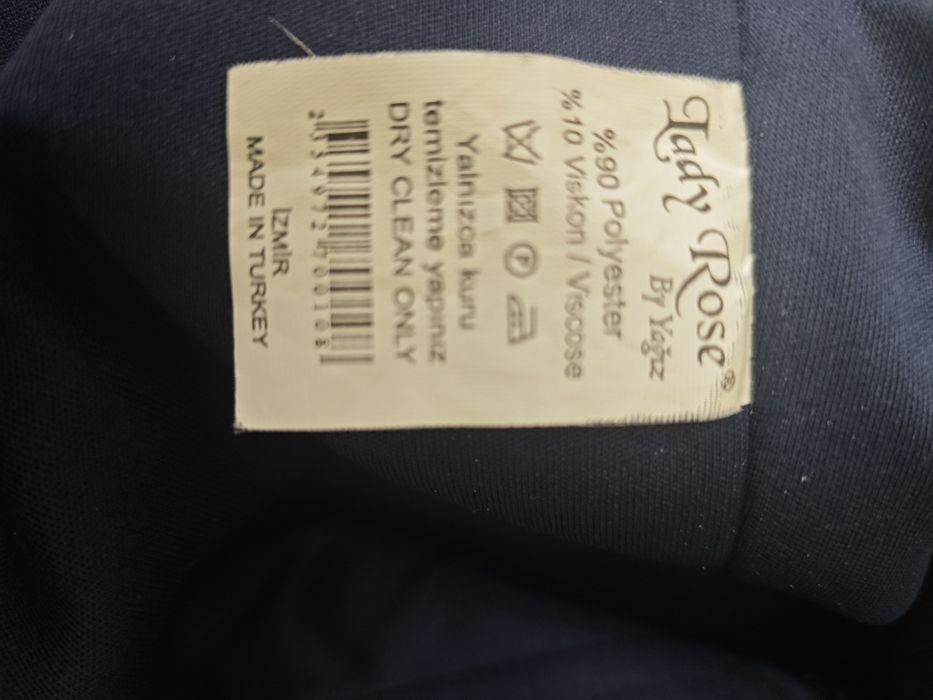 Lady Rose®
By Yağız
%90 Polyester
%10 Viskon / Viscose
Yalnızca kuru
temizleme yapınız
DRY CLEAN ONLY
İZMİR
MADE IN TURKEY